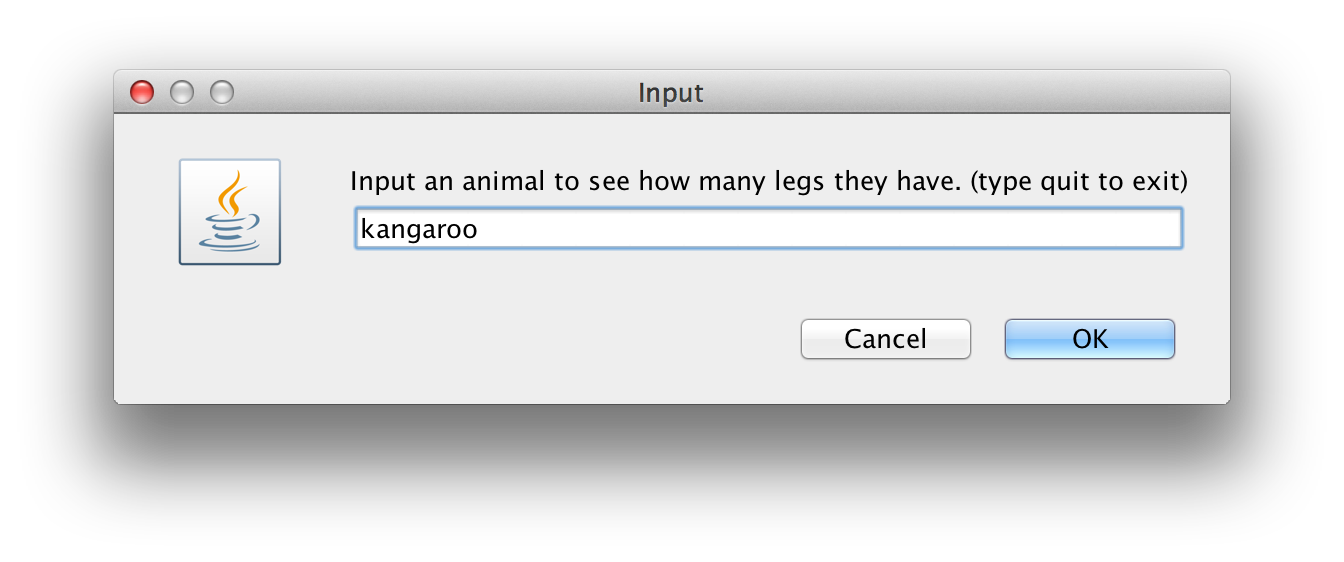 Input
Input an animal to see how many legs they have. (type quit to exit)
kangaroo
Cancel OK